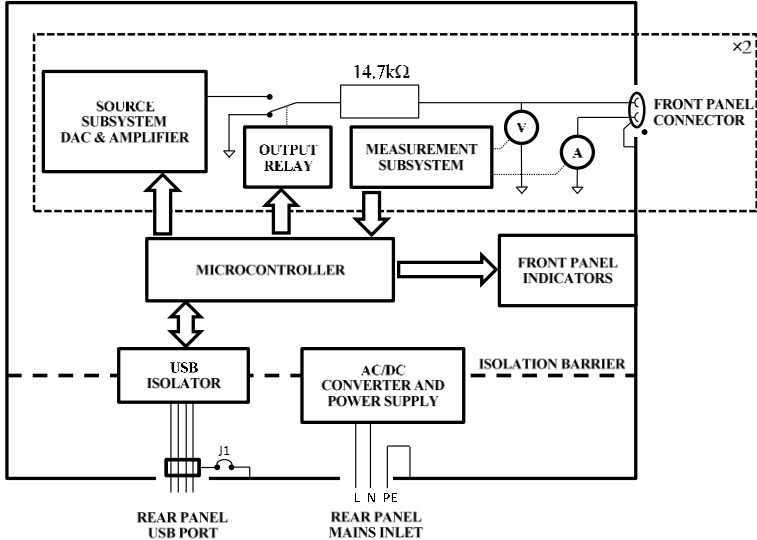 ×2
14.7kΩ
SOURCE
SUBSYSTEM
DAC & AMPLIFIER
FRONT PANEL
CONNECTOR
V
A
OUTPUT
RELAY
MEASUREMENT
SUBSYSTEM
MICROCONTROLLER
FRONT PANEL
INDICATORS
USB
ISOLATOR
AC/DC
CONVERTER AND
POWER SUPPLY
ISOLATION BARRIER
J1
L N PE
REAR PANEL
USB PORT
REAR PANEL
MAINS INLET